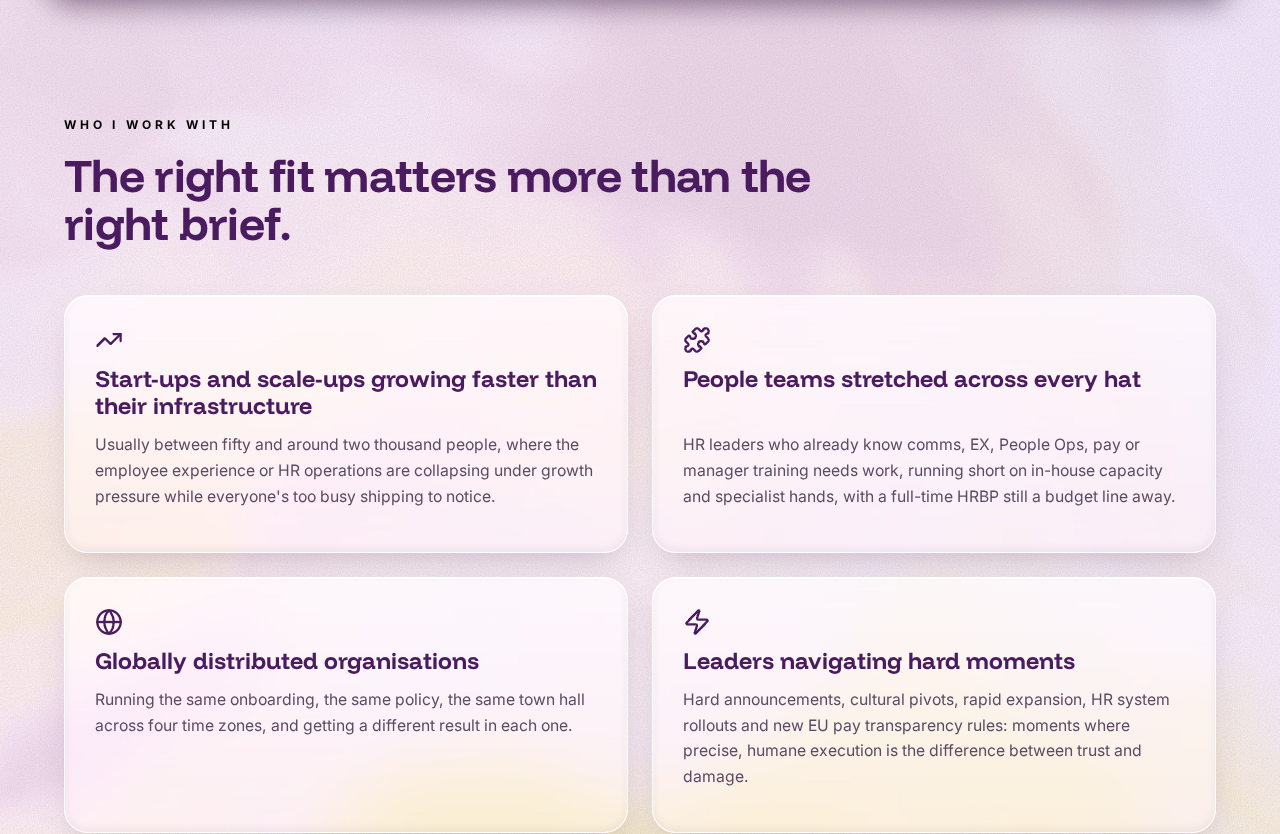 WHO I WORK WITH
The right fit matters more than the
right brief.
Start-ups and scale-ups growing faster than
their infrastructure
Usually between fifty and around two thousand people, where the
employee experience or HR operations are collapsing under growth
pressure while everyone's too busy shipping to notice.
People teams stretched across every hat
HR leaders who already know comms, EX, People Ops, pay or
manager training needs work, running short on in-house capacity
and specialist hands, with a full-time HRBP still a budget line away.
Globally distributed organisations
Running the same onboarding, the same policy, the same town hall
across four time zones, and getting a different result in each one.
Leaders navigating hard moments
Hard announcements, cultural pivots, rapid expansion, HR system
rollouts and new EU pay transparency rules: moments where
precise, humane execution is the difference between trust and
damage.